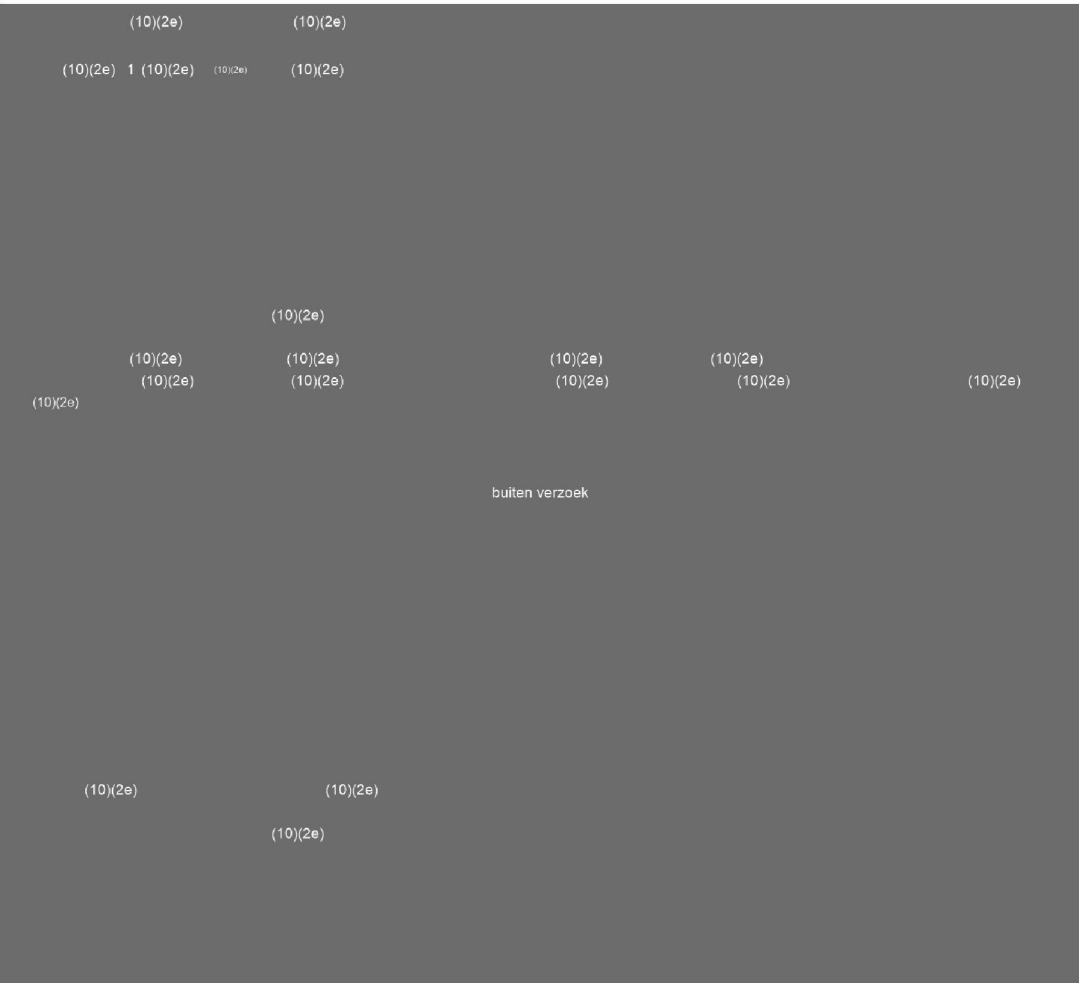 (10)(2e) (10)(2e)
(10)(2e) 1 (10)(2e) (10)(2e) (10)(2e)
(10)(2e)
(10)(2e) (10)(2e) (10)(2e) (10)(2e)
(10)(2e) (10)(2e) (10)(2e) (10)(2e) (10)(2e)
(10)(2e)
buiten verzoek
(10)(2e) (10)(2e)
(10)(2e)